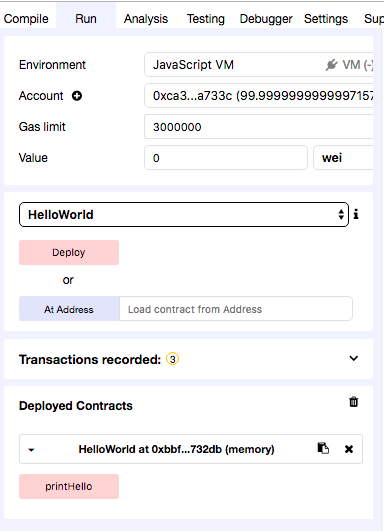 Compile Run Analysis Testing Debugger Settings Sup
Environment JavaScript VM VM (-)
Account 0xca3...a733c (99.9999999999997157
Gas limit 3000000
Value 0 wei
HelloWorld
Deploy
or
At Address Load contract from Address
Transactions recorded: 3
Deployed Contracts
HelloWorld at 0xbbf...732db (memory)
printHello